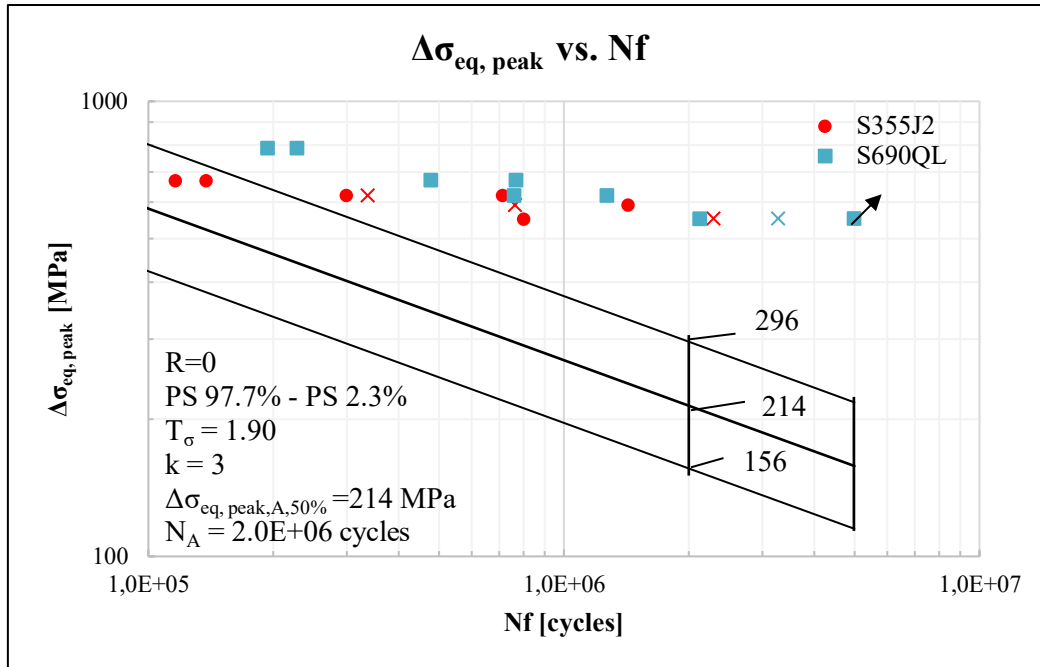 Δσeq, peak vs. Nf
1000
S355J2
S690QL
Δσeq,peak [MPa]
296
R=0
PS 97.7% - PS 2.3%
214
Tσ = 1.90
k = 3
156
Δσeq, peak,A,50% =214 MPa
NA = 2.0E+06 cycles
100
1,0E+05
1,0E+06
1,0E+07
Nf [cycles]